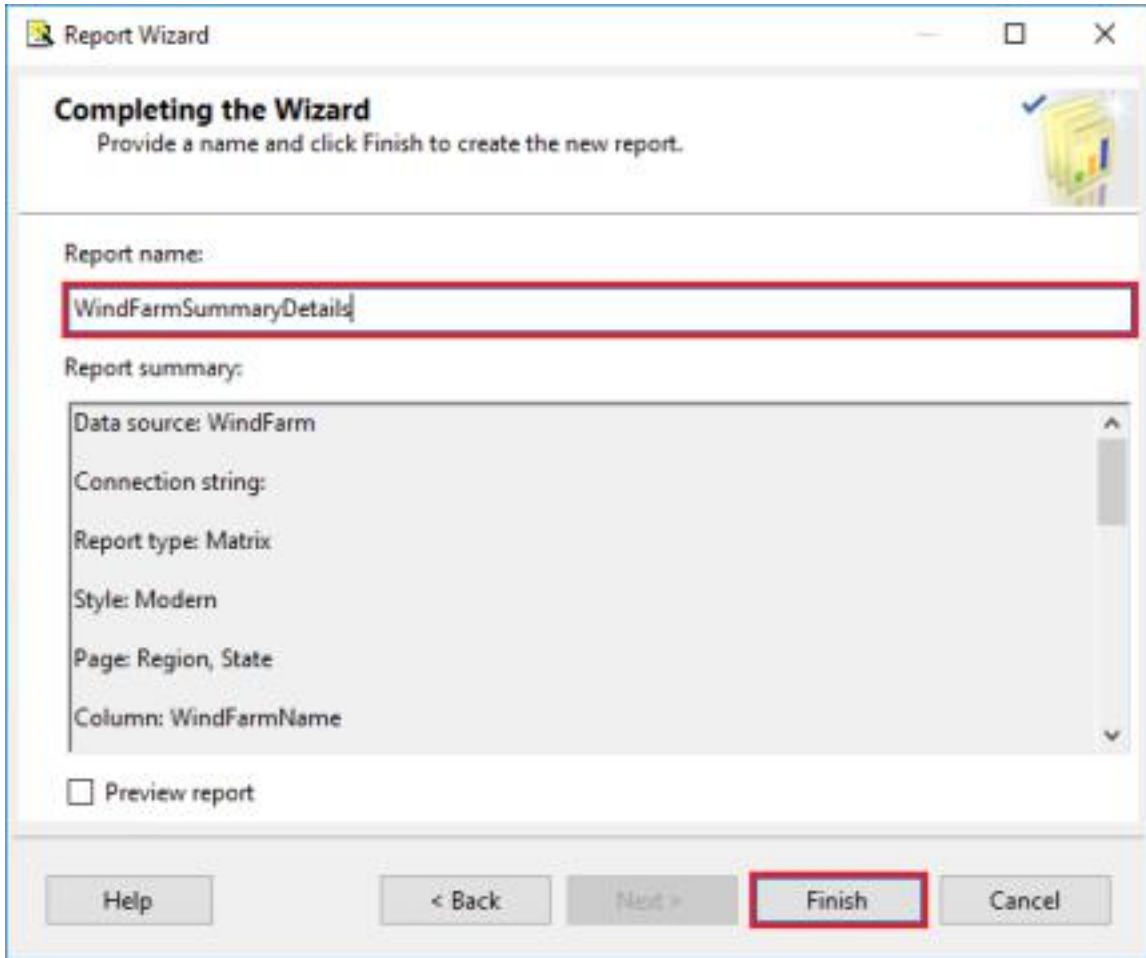 Report Wizard
Completing the Wizard
Provide a name and click Finish to create the new report.
Report name:
WindFarmSummaryDetails
Report summary:
Data source: WindFarm
Connection string:
Report type: Matrix
Style: Modern
Page: Region, State
Column: WindFarmName
Preview report
Help
< Back
Next >
Finish
Cancel